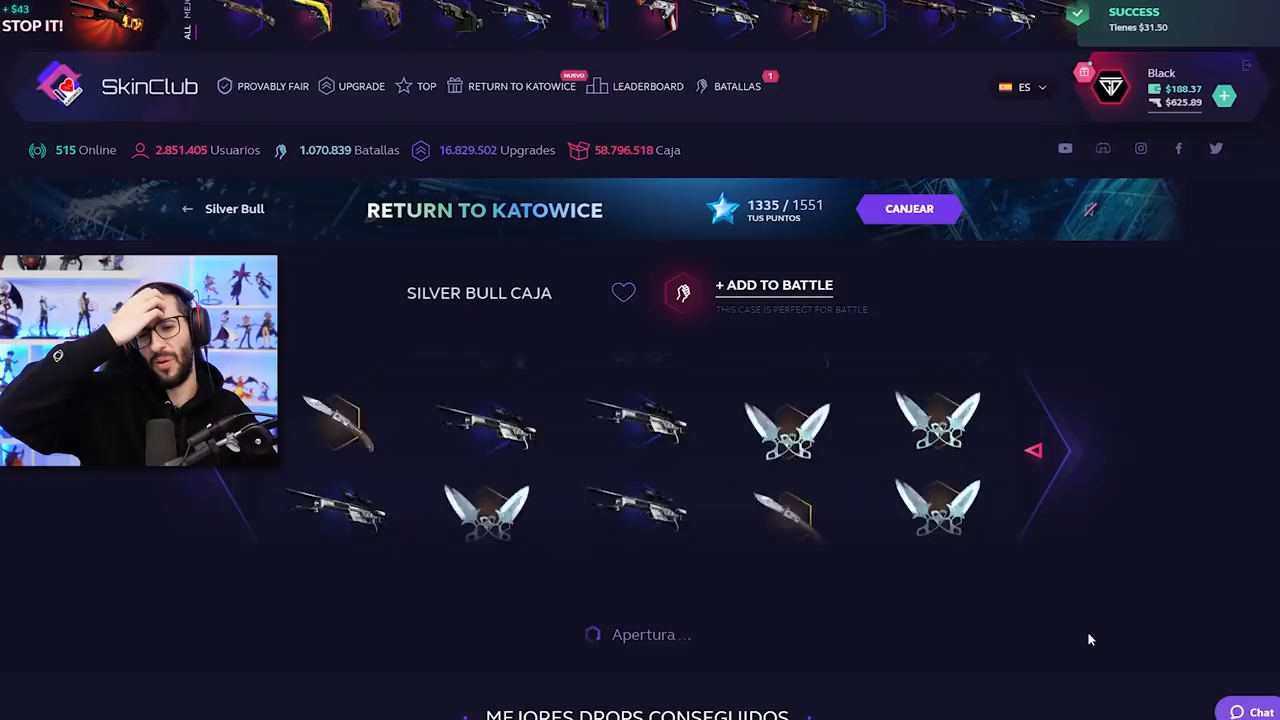 + $43
STOP IT!
ALL
SUCCESS
Tienes $31.50
SkinClub
PROVABLY FAIR
UPGRADE
TOP
RETURN TO KATOWICE
NUEVO
LEADERBOARD
BATALLAS
1
ES
Black
$188.37
$625.89
515 Online
2.851.405 Usuarios
1.070.839 Batallas
16.829.502 Upgrades
58.796.518 Caja
← Silver Bull
RETURN TO KATOWICE
1335 / 1551
TUS PUNTOS
CANJEAR
SILVER BULL CAJA
+ ADD TO BATTLE
THIS CASE IS PERFECT FOR BATTLE
Apertura...
MEJORES DROPS CONSEGUIDOS
Chat